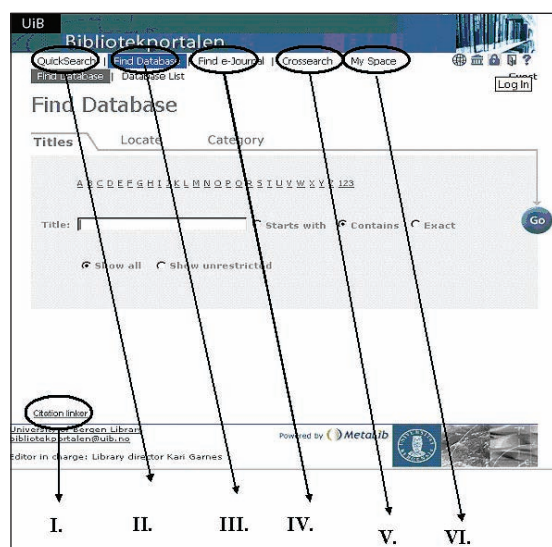 UiB
Bibliotekportalen
QuickSearch | Find Database | Find e-Journal | Crossearch | My Space
Find Database | Database List
Guest
Log In
Find Database
Titles Locate Category
A B C D E F G H I J K L M N O P Q R S T U V W X Y Z 123
Title: Starts with Contains Exact
Go
Show all Show unrestricted
Citation linker
University of Bergen Library
bibliotekportalen@uib.no
Powered by MetaLib
Editor in charge: Library director Kari Garnes
I. II. III. IV. V. VI.